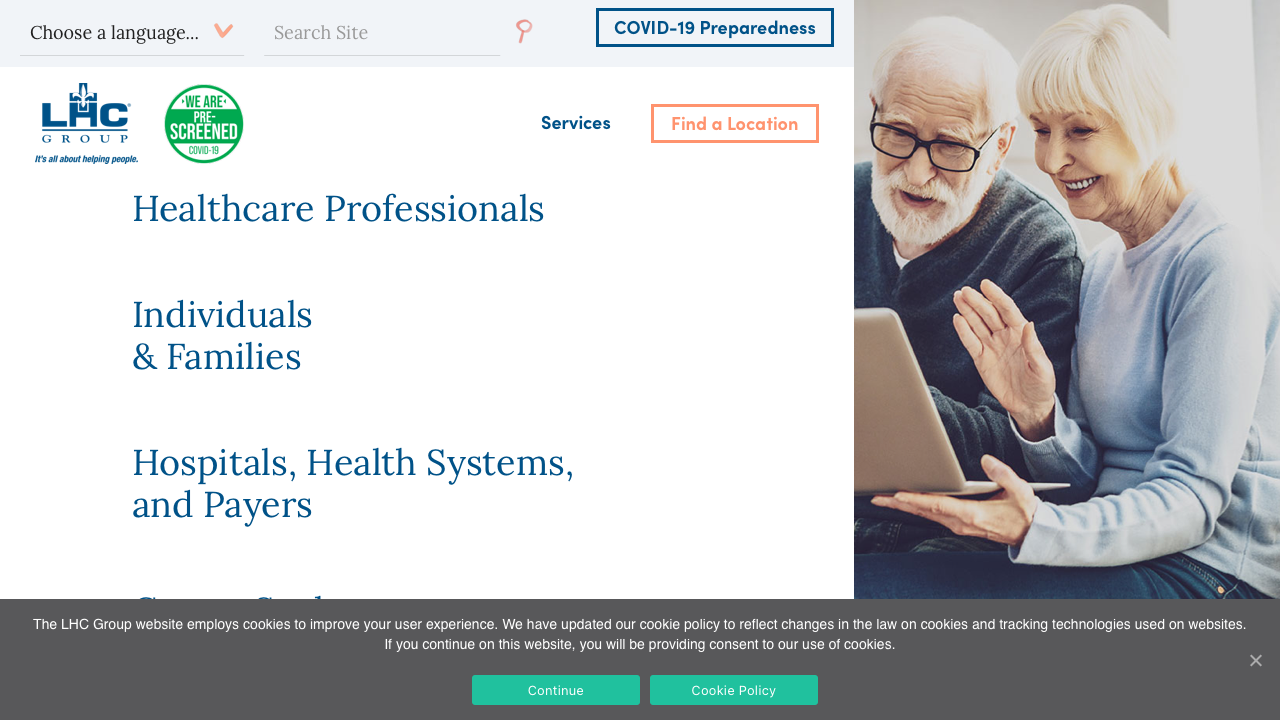 Choose a language...
Search Site
COVID-19 Preparedness
LHC
GROUP
It's all about helping people.
WE ARE
PRE-
SCREENED
COVID-19
Services
Find a Location
Healthcare Professionals
Individuals
& Families
Hospitals, Health Systems,
and Payers
The LHC Group website employs cookies to improve your user experience. We have updated our cookie policy to reflect changes in the law on cookies and tracking technologies used on websites.
If you continue on this website, you will be providing consent to our use of cookies.
Continue
Cookie Policy